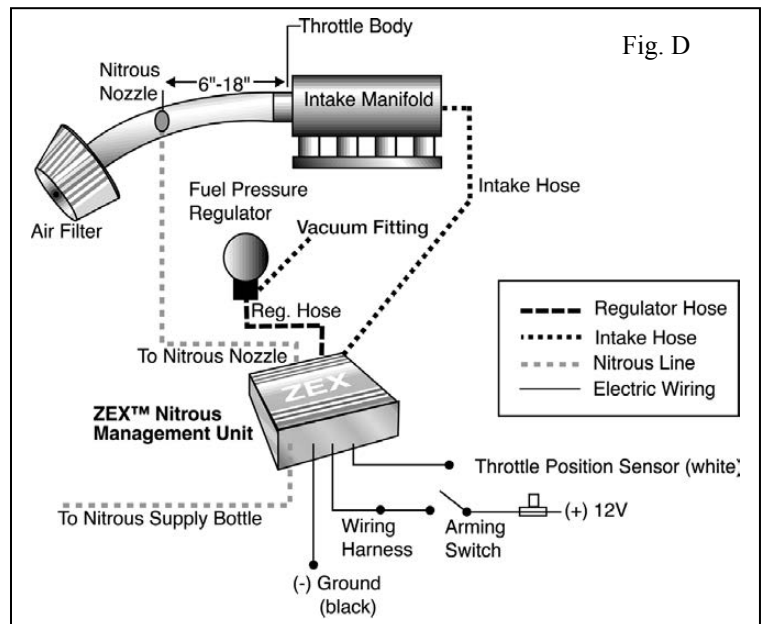 Throttle Body
Fig. D
Nitrous
Nozzle
6"-18"
Intake Manifold
Air Filter
Fuel Pressure
Regulator
Vacuum Fitting
Intake Hose
Reg. Hose
To Nitrous Nozzle
Regulator Hose
Intake Hose
Nitrous Line
Electric Wiring
ZEX
ZEX™ Nitrous
Management Unit
Throttle Position Sensor (white)
To Nitrous Supply Bottle
Wiring
Harness
Arming
Switch
(+) 12V
(-) Ground
(black)